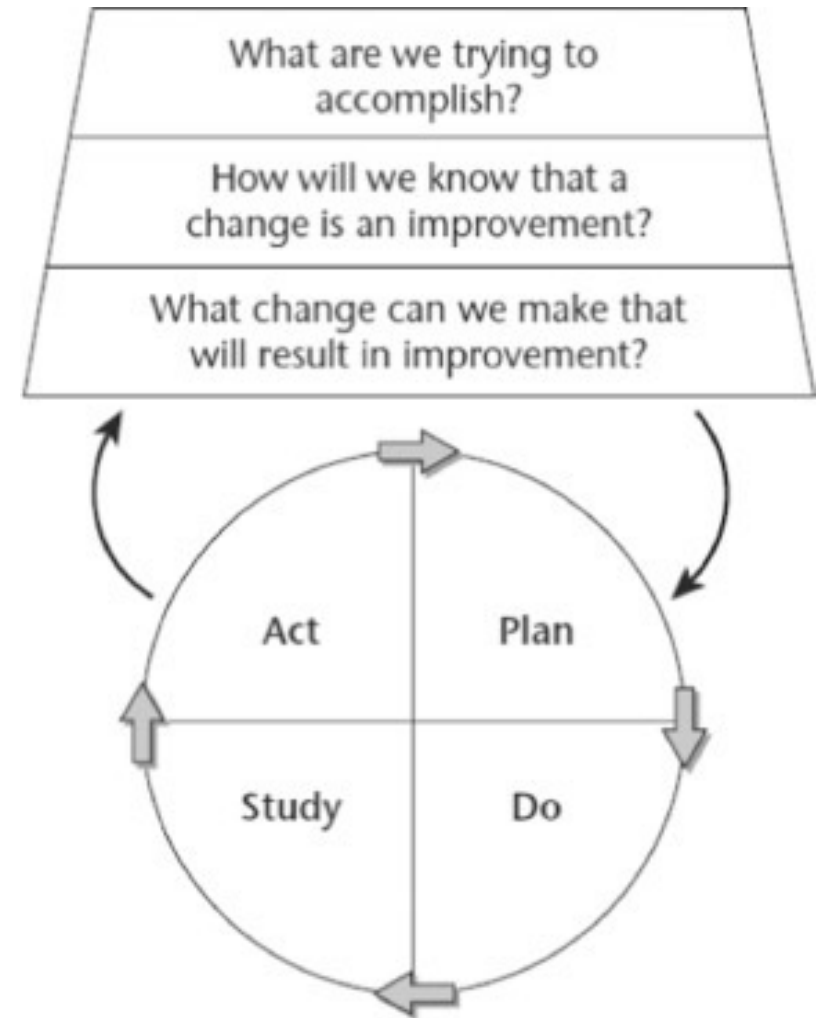 What are we trying to
accomplish?
How will we know that a
change is an improvement?
What change can we make that
will result in improvement?
Act
Plan
Study
Do